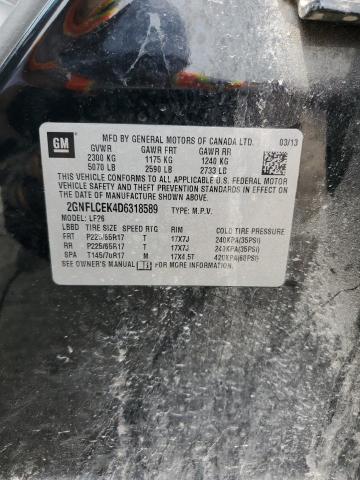 GM
MFD BY GENERAL MOTORS OF CANADA LTD. 03/13
GVWR GAWR FRT GAWR RR
2300 KG 1175 KG 1240 KG
5070 LB 2590 LB 2733 LB
THIS VEHICLE CONFORMS TO ALL APPLICABLE U.S. FEDERAL
MOTOR VEHICLE SAFETY, BUMPER, AND THEFT PREVENTION
STANDARDS IN EFFECT ON THE DATE OF MANUFACTURE SHOWN ABOVE.
2GNFLCEK4D6318589 TYPE: M.P.V.
MODEL: LF26
LBBD TIRE SIZE SPEED RTG RIM COLD TIRE PRESSURE
FRT P225/65R17 T 17X7J 240KPA(35PSI)
RR P225/65R17 T 17X7J 240KPA(35PSI)
SPA T145/70R17 M 17X4.5T 420KPA(60PSI)
SEE OWNER'S MANUAL FOR MORE INFORMATION